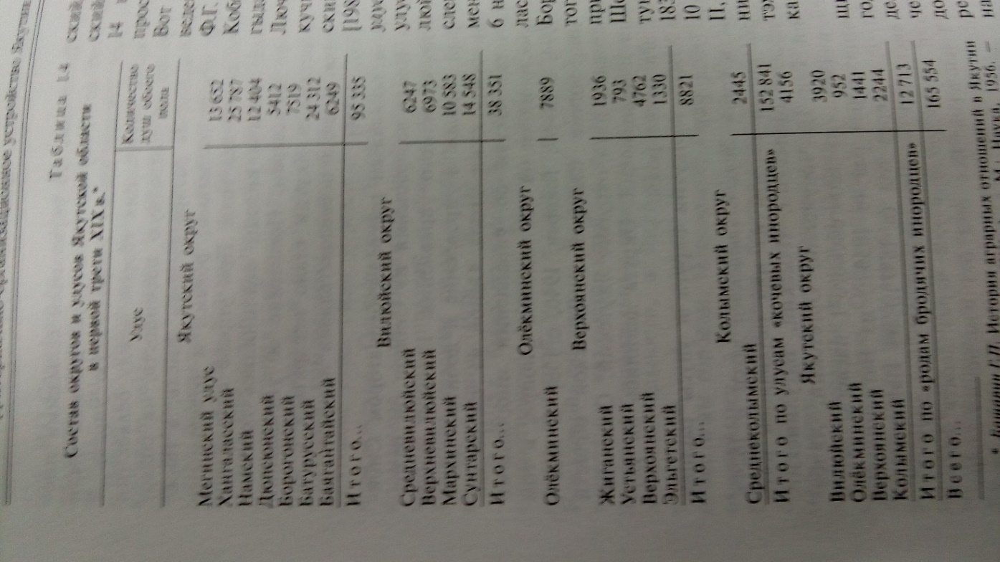 устройство Якутии
Таблица 14
Состав округов и улусов Якутской области
в первой трети XIX в.*
Улус Количество
душ обоего
пола
Якутский округ
Мегинский улус 13 652
Хангаласский 25 787
Намский 12 404
Дюпсюнский 5412
Борогонский 7519
Батурусский 24 312
Баягантайский 6249
Итого... 95 335
Вилюйский округ
Средневилюйский 6247
Верхневилюйский 6973
Мархинский 10 583
Сунтарский 14 548
Итого... 38 351
Олёкминский округ
Олёкминский 7889
Верхоянский округ
Жиганский 1936
Устьянский 793
Верхоянский 4762
Эльгетский 1330
Итого... 8821
Колымский округ
Среднеколымский 2445
Итого по улусам «кочевых инородцев» 152 841
Якутский округ 4156
Вилюйский 3920
Олёкминский 952
Верхоянский 1441
Колымский 2244
Итого по «родам бродячих инородцев» 12 713
Всего... 165 554
* Башарин Г.П. История аграрных отношений в Якутии
М.: Наука, 1956. —